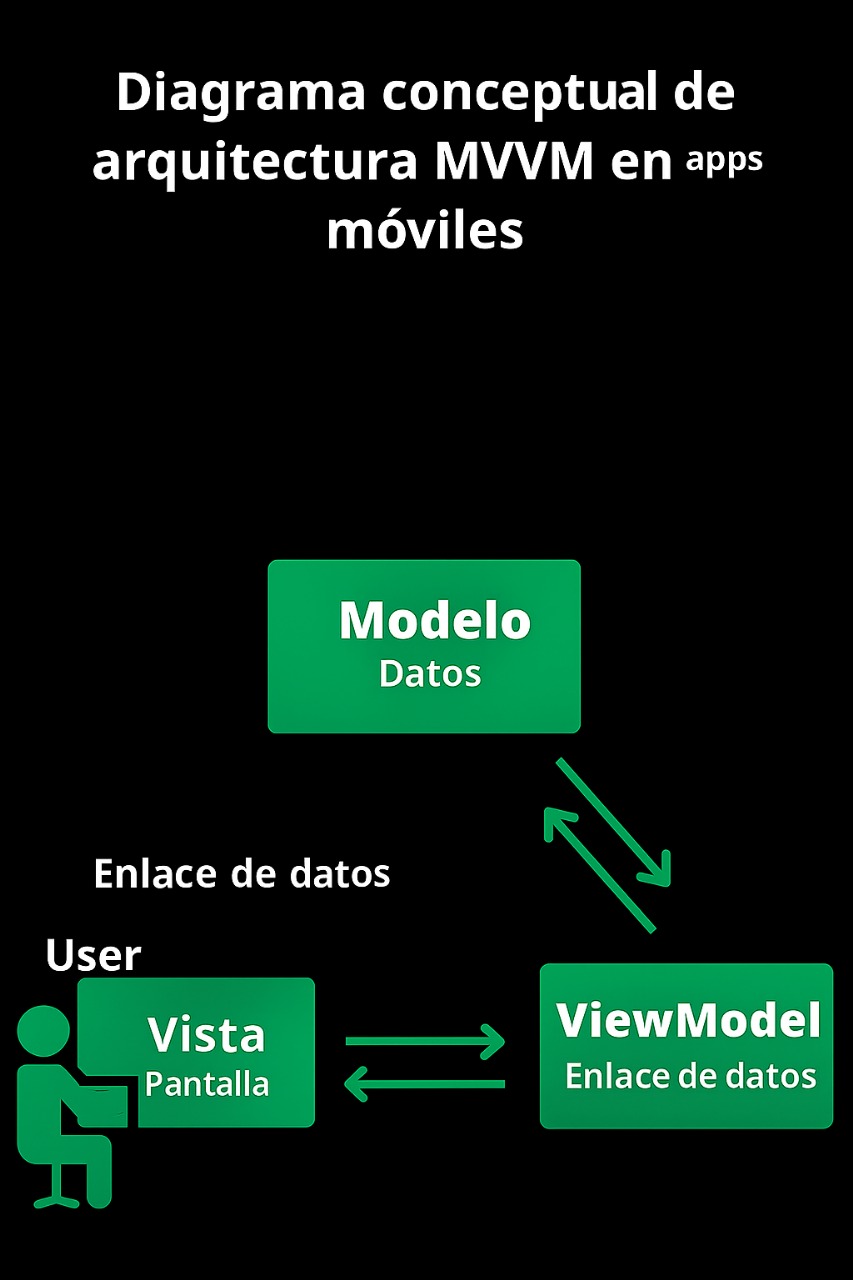 Diagrama conceptual de
arquitectura MVVM en apps
móviles
Modelo
Datos
Enlace de datos
User
Vista
Pantalla
ViewModel
Enlace de datos